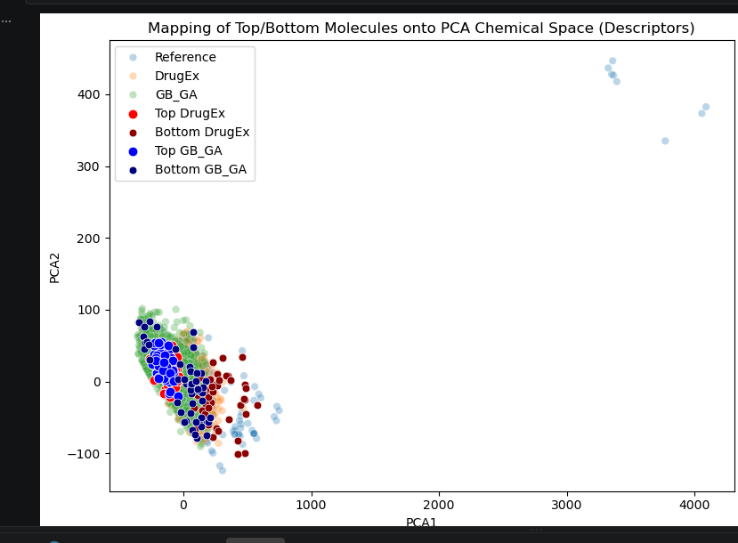 Mapping of Top/Bottom Molecules onto PCA Chemical Space (Descriptors)
Reference
DrugEx
GB_GA
Top DrugEx
Bottom DrugEx
Top GB_GA
Bottom GB_GA
400
300
200
100
0
−100
PCA2
0 1000 2000 3000 4000
PCA1